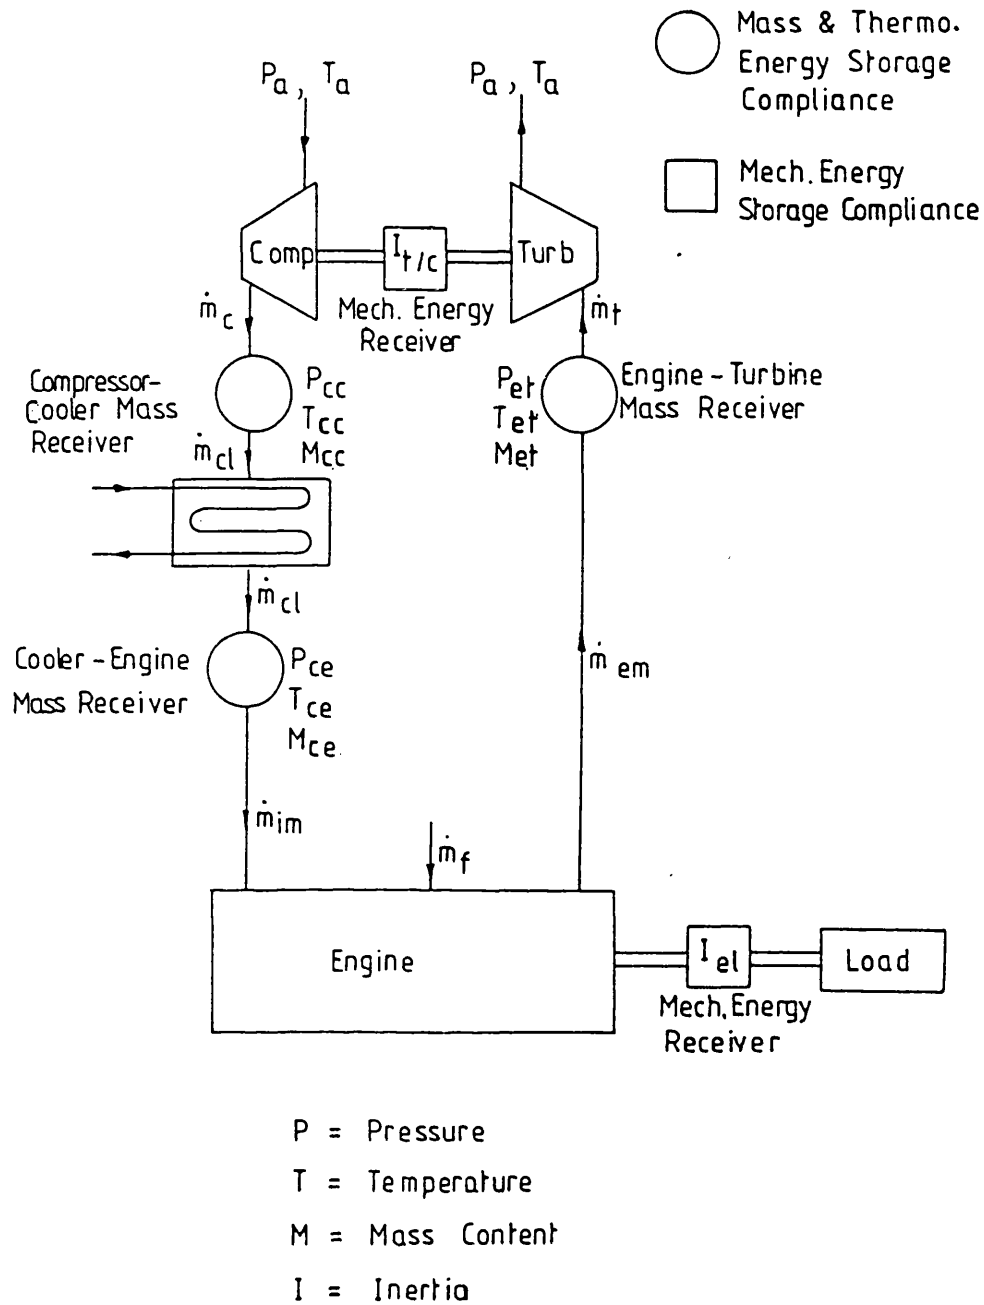 Mass & Thermo.
Energy Storage
Compliance
Mech. Energy
Storage Compliance
Pa, Ta
Pa, Ta
Comp
It/c
Turb
Mech. Energy
Receiver
ṁc
ṁt
Compressor-
Cooler Mass
Receiver
Pcc
Tcc
Mcc
Pet
Tet
Met
Engine-Turbine
Mass Receiver
ṁcl
ṁcl
Cooler-Engine
Mass Receiver
Pce
Tce
Mce
ṁem
ṁim
ṁf
Engine
Iel
Load
Mech. Energy
Receiver
P = Pressure
T = Temperature
M = Mass Content
I = Inertia